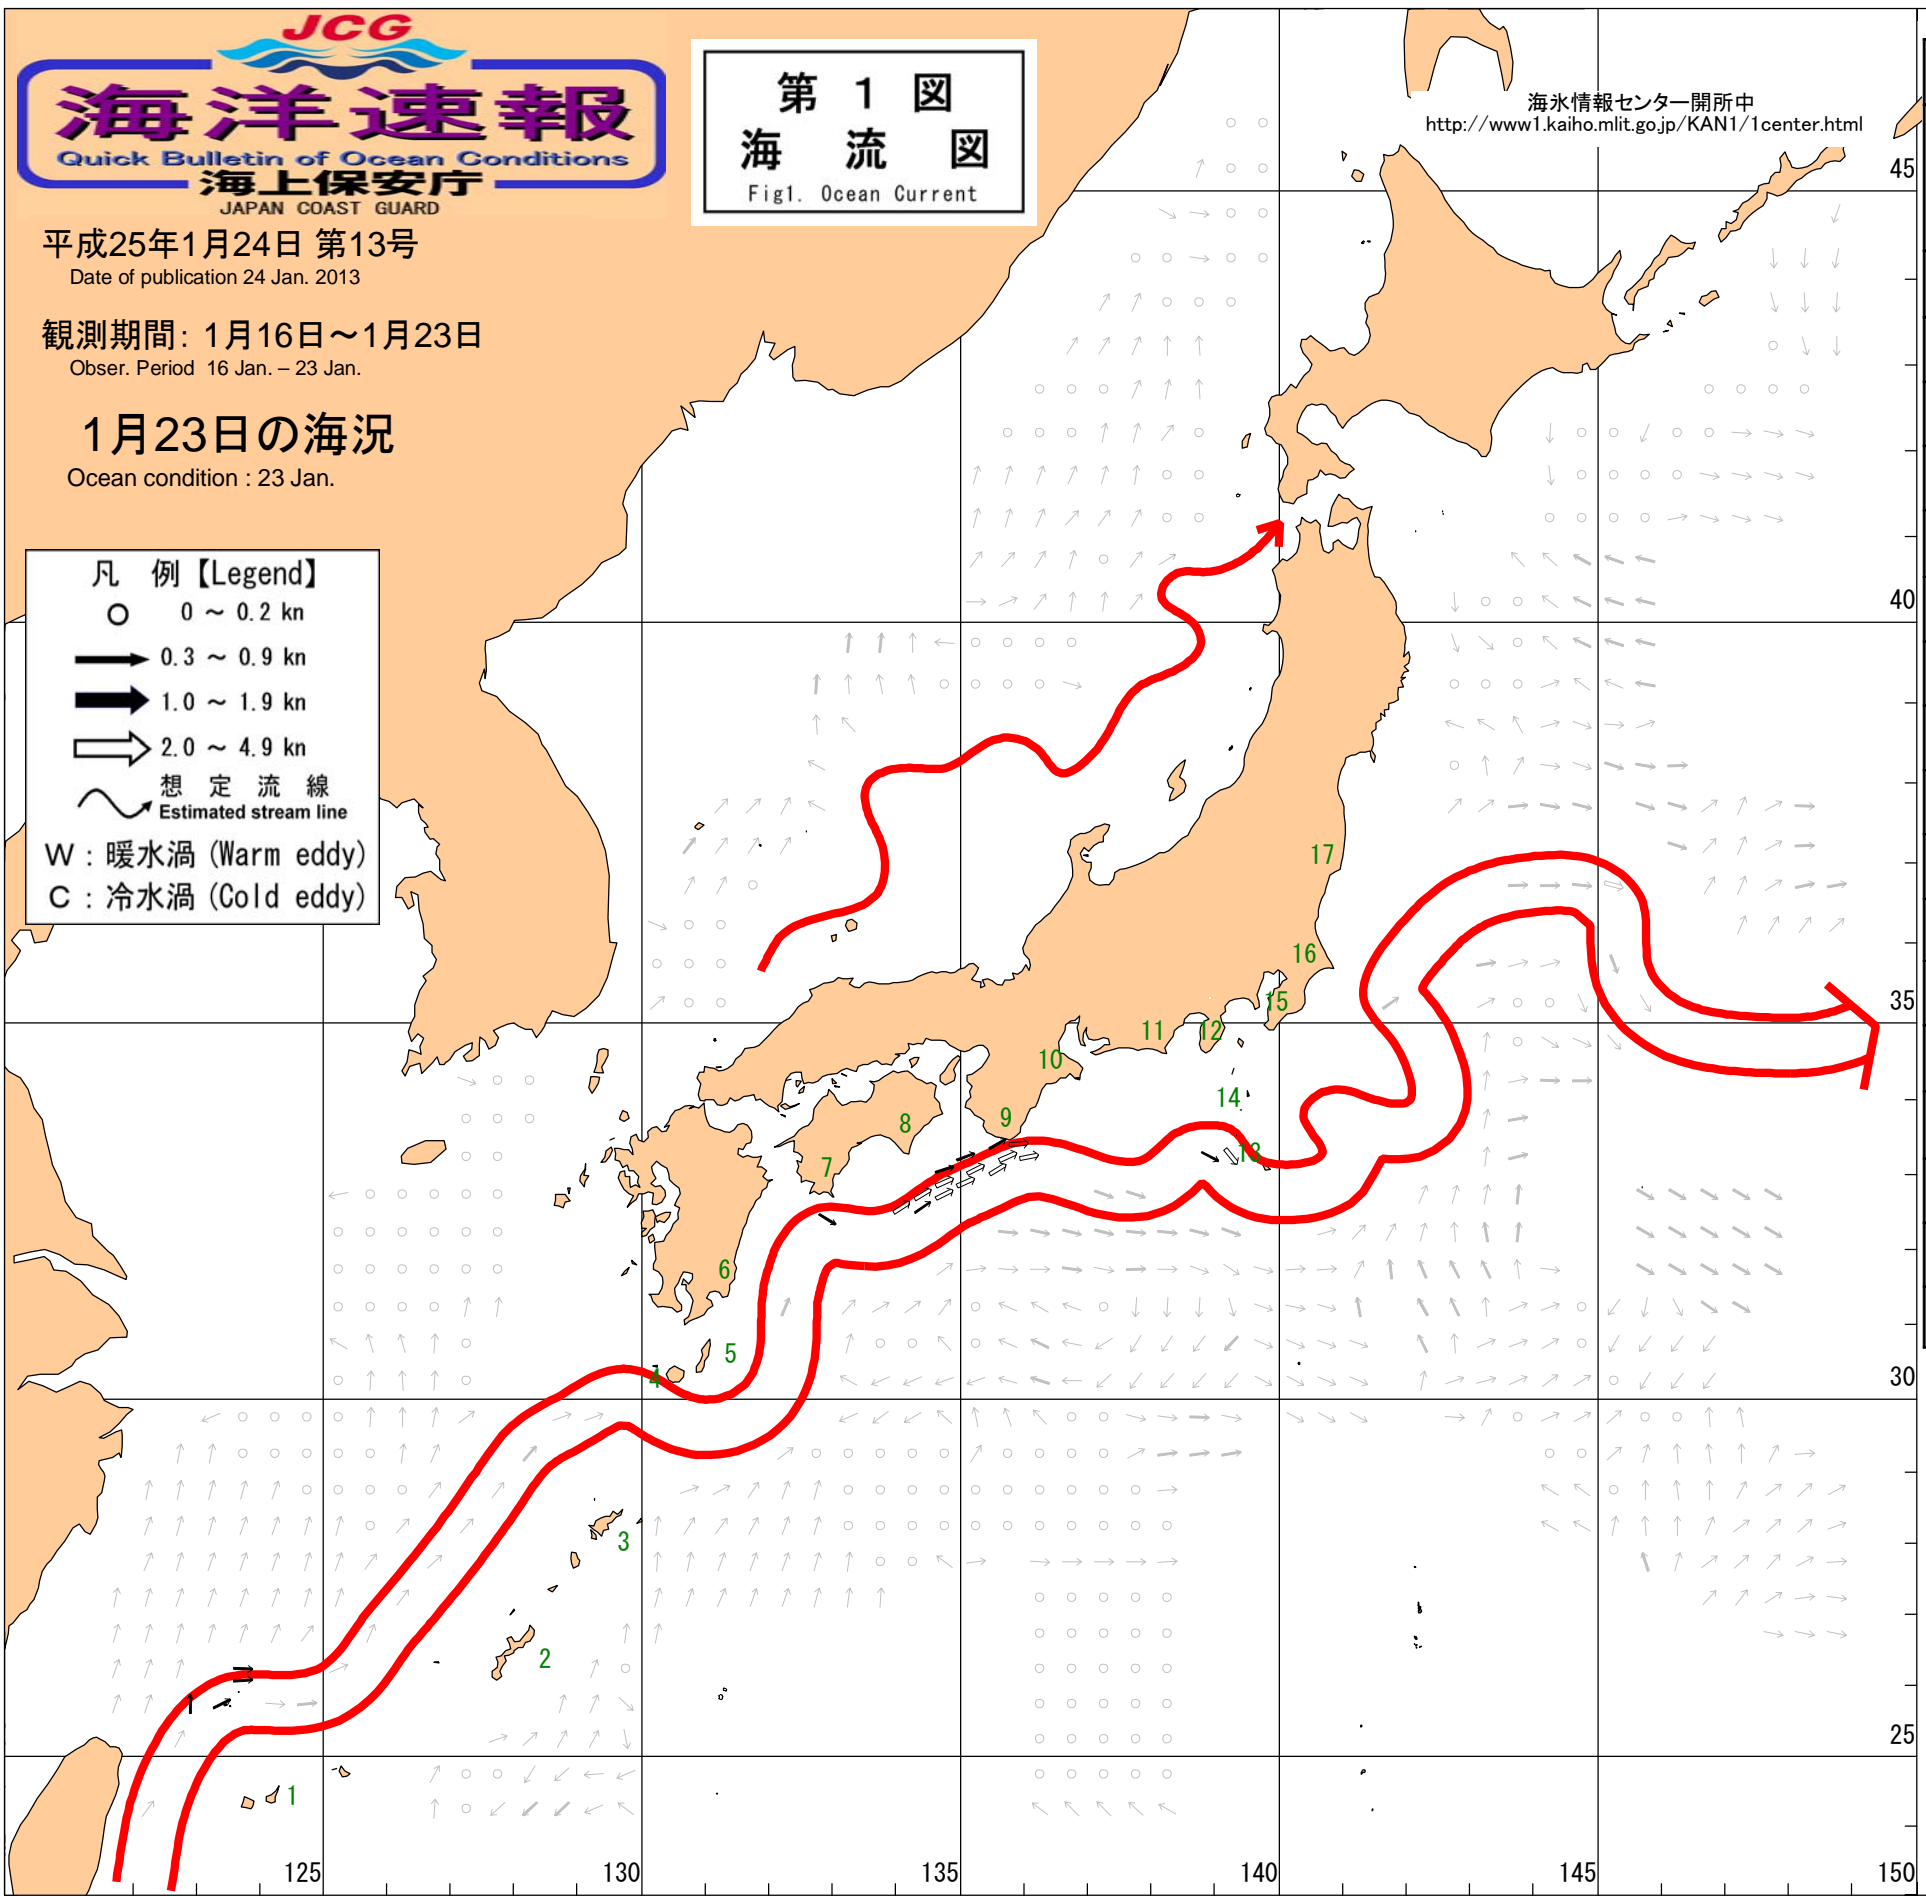 JCG
海洋速報
Quick Bulletin of Ocean Conditions
海上保安庁
JAPAN COAST GUARD
第 1 図
海 流 図
Fig1. Ocean Current
海氷情報センター開所中
http://www1.kaiho.mlit.go.jp/KAN1/1center.html
平成25年1月24日 第13号
Date of publication 24 Jan. 2013
観測期間: 1月16日～1月23日
Obser. Period 16 Jan. – 23 Jan.
1月23日の海況
Ocean condition : 23 Jan.
凡 例【Legend】
0 ～ 0.2 kn
0.3 ～ 0.9 kn
1.0 ～ 1.9 kn
2.0 ～ 4.9 kn
想 定 流 線
Estimated stream line
W : 暖水渦 (Warm eddy)
C : 冷水渦 (Cold eddy)
45
40
35
30
25
17
16
15
12
11
10
14
9
8
13
7
6
5
4
3
2
1
125
130
135
140
145
150